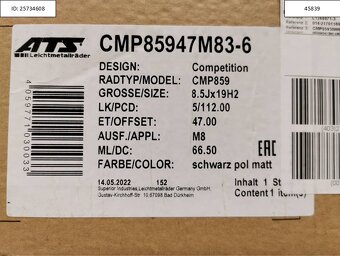 ID: 25734608
45839
ATS
Leichtmetallräder
CMP85947M83-6
DESIGN: Competition
RADTYP/MODEL: CMP859
GROSSE/SIZE: 8.5Jx19H2
LK/PCD: 5/112.00
ET/OFFSET: 47.00
AUSF./APPL: M8
ML/DC: 66.50
FARBE/COLOR: schwarz pol matt
EAC
4059771030033
14.05.2022 152
Superior Industries Leichtmetallräder Germany GmbH,
Gustav-Kirchhoff-Str 10,67098 Bad Dürkheim
Inhalt 1 St
Content 1 item(s)